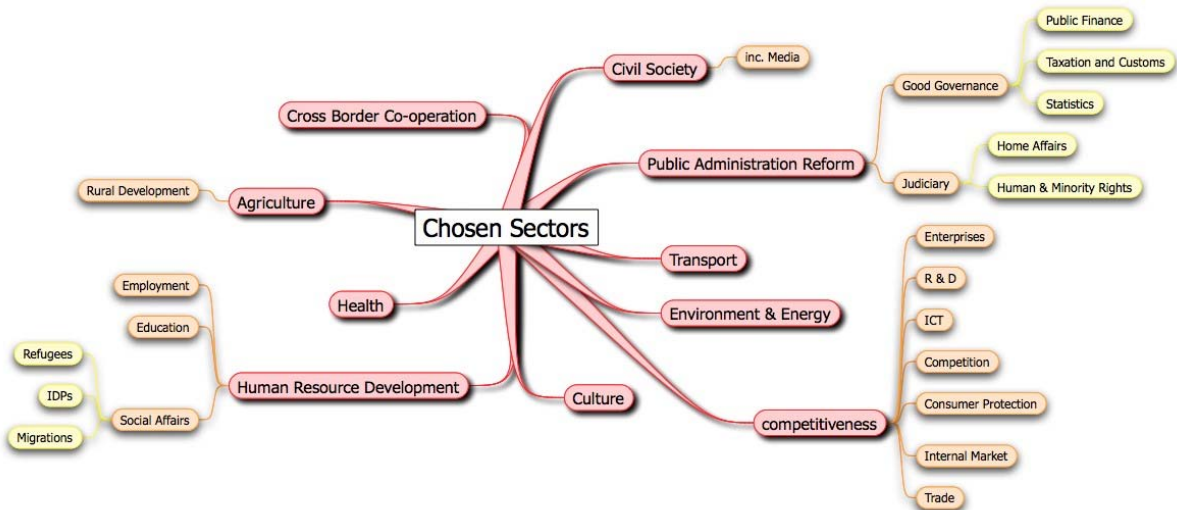 Chosen Sectors
Civil Society
inc. Media
Public Administration Reform
Good Governance
Public Finance
Taxation and Customs
Statistics
Judiciary
Home Affairs
Human & Minority Rights
Transport
Environment & Energy
competitiveness
Enterprises
R & D
ICT
Competition
Consumer Protection
Internal Market
Trade
Culture
Human Resource Development
Employment
Education
Social Affairs
Refugees
IDPs
Migrations
Health
Agriculture
Rural Development
Cross Border Co-operation